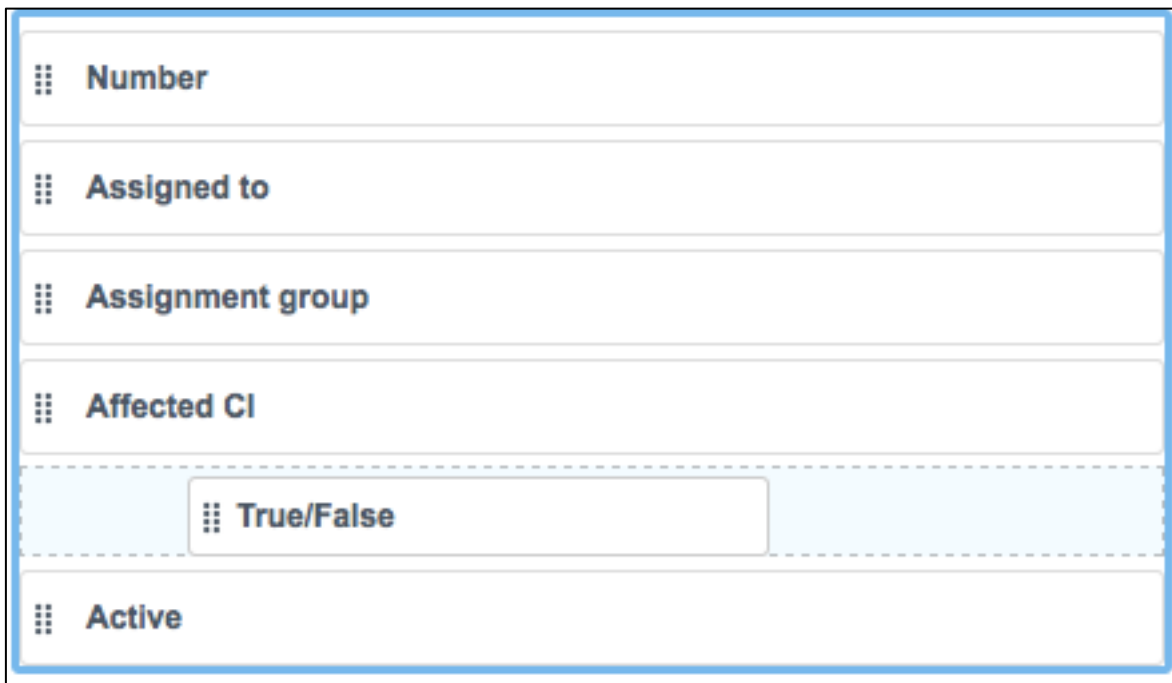 Number
Assigned to
Assignment group
Affected CI
True/False
Active